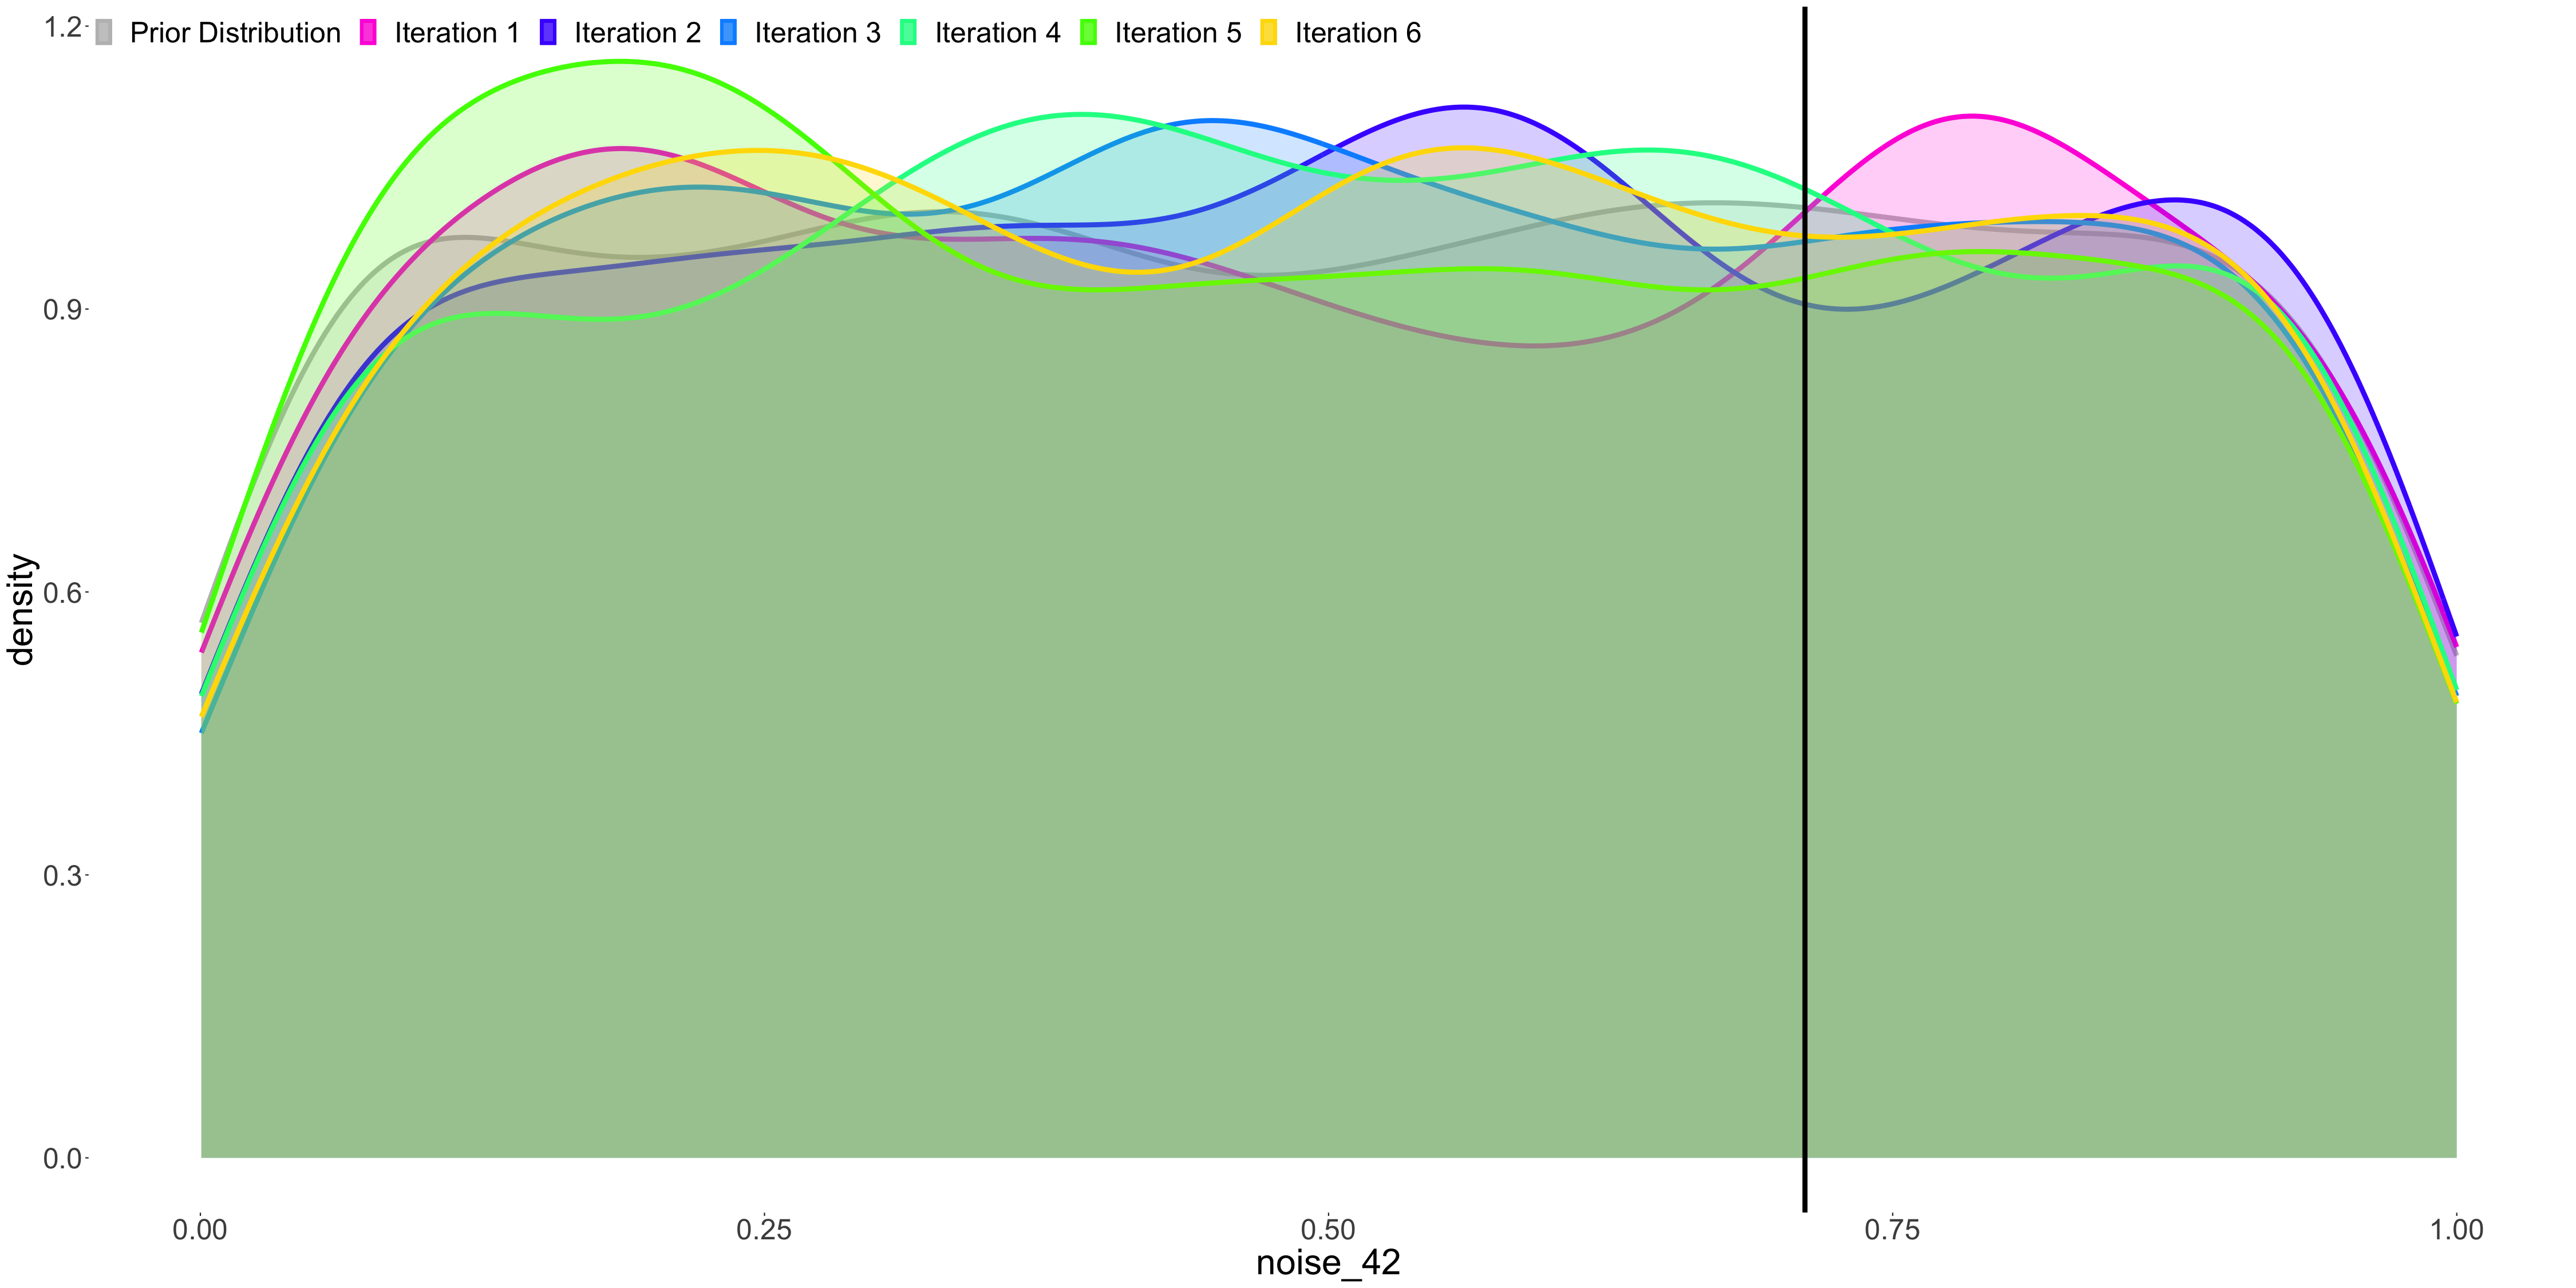 1.2
Prior Distribution Iteration 1 Iteration 2 Iteration 3 Iteration 4 Iteration 5 Iteration 6
0.9
0.6
0.3
0.0
density
0.00 0.25 0.50 0.75 1.00
noise_42